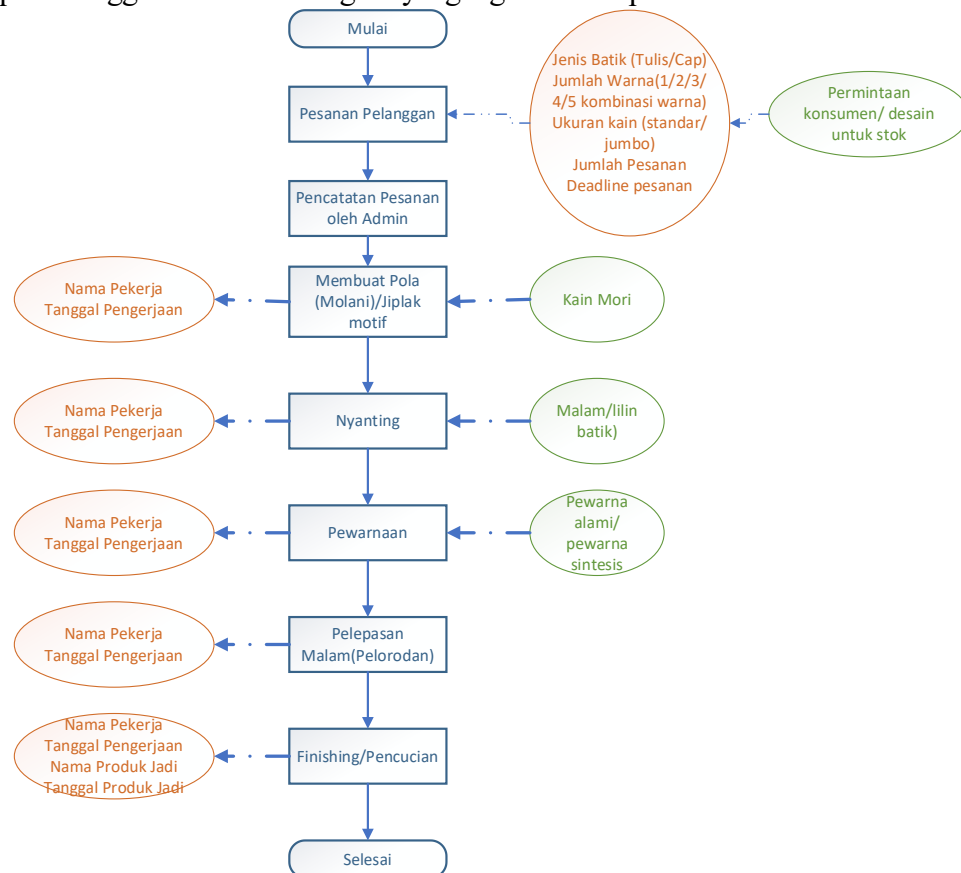 Mulai
Pesanan Pelanggan
Jenis Batik (Tulis/Cap)
Jumlah Warna(1/2/3/
4/5 kombinasi warna)
Ukuran kain (standar/
jumbo)
Jumlah Pesanan
Deadline pesanan
Permintaan
konsumen/ desain
untuk stok
Pencatatan Pesanan
oleh Admin
Nama Pekerja
Tanggal Pengerjaan
Membuat Pola
(Molani)/Jiplak
motif
Kain Mori
Nama Pekerja
Tanggal Pengerjaan
Nyanting
Malam/lilin
batik)
Nama Pekerja
Tanggal Pengerjaan
Pewarnaan
Pewarna
alami/
pewarna
sintesis
Nama Pekerja
Tanggal Pengerjaan
Pelepasan
Malam(Pelorodan)
Nama Pekerja
Tanggal Pengerjaan
Nama Produk Jadi
Tanggal Produk Jadi
Finishing/Pencucian
Selesai